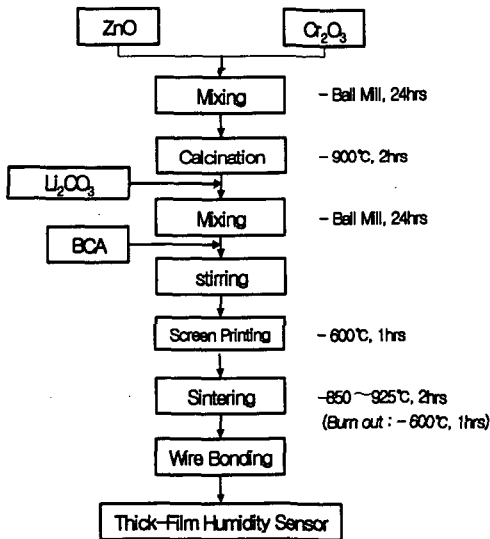 ZnO
Cr₂O₃
Mixing
- Ball Mill, 24hrs
Calcination
-900℃, 2hrs
Li₂CO₃
Mixing
- Ball Mill, 24hrs
BCA
stirring
Screen Printing
-600℃, 1hrs
Sintering
-850~925℃, 2hrs
(Burn out : -600℃, 1hrs)
Wire Bonding
Thick-Film Humidity Sensor